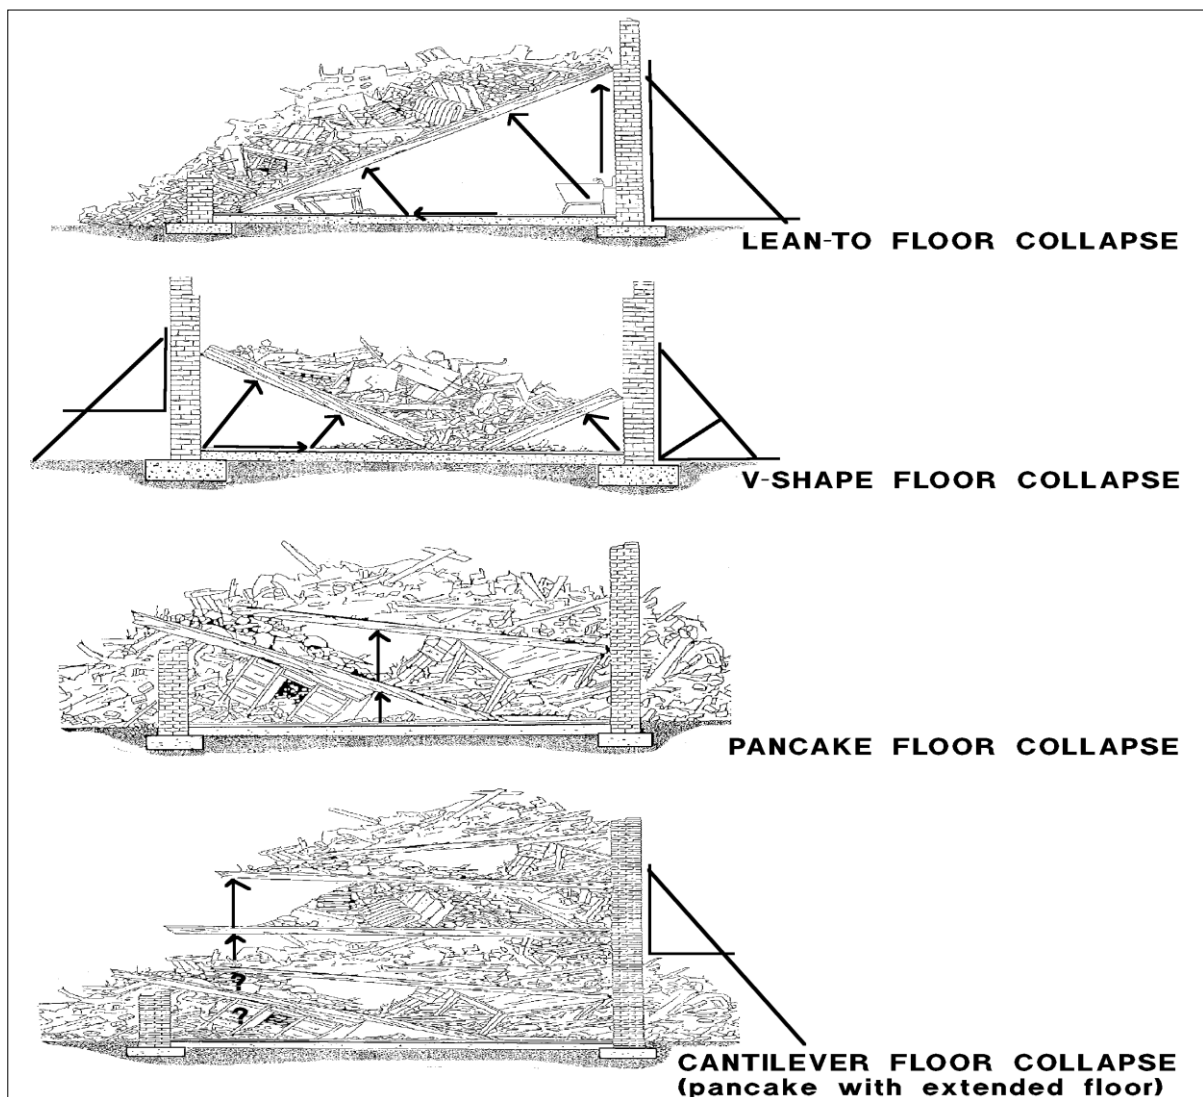 LEAN-TO FLOOR COLLAPSE
V-SHAPE FLOOR COLLAPSE
PANCAKE FLOOR COLLAPSE
?
?
CANTILEVER FLOOR COLLAPSE
(pancake with extended floor)